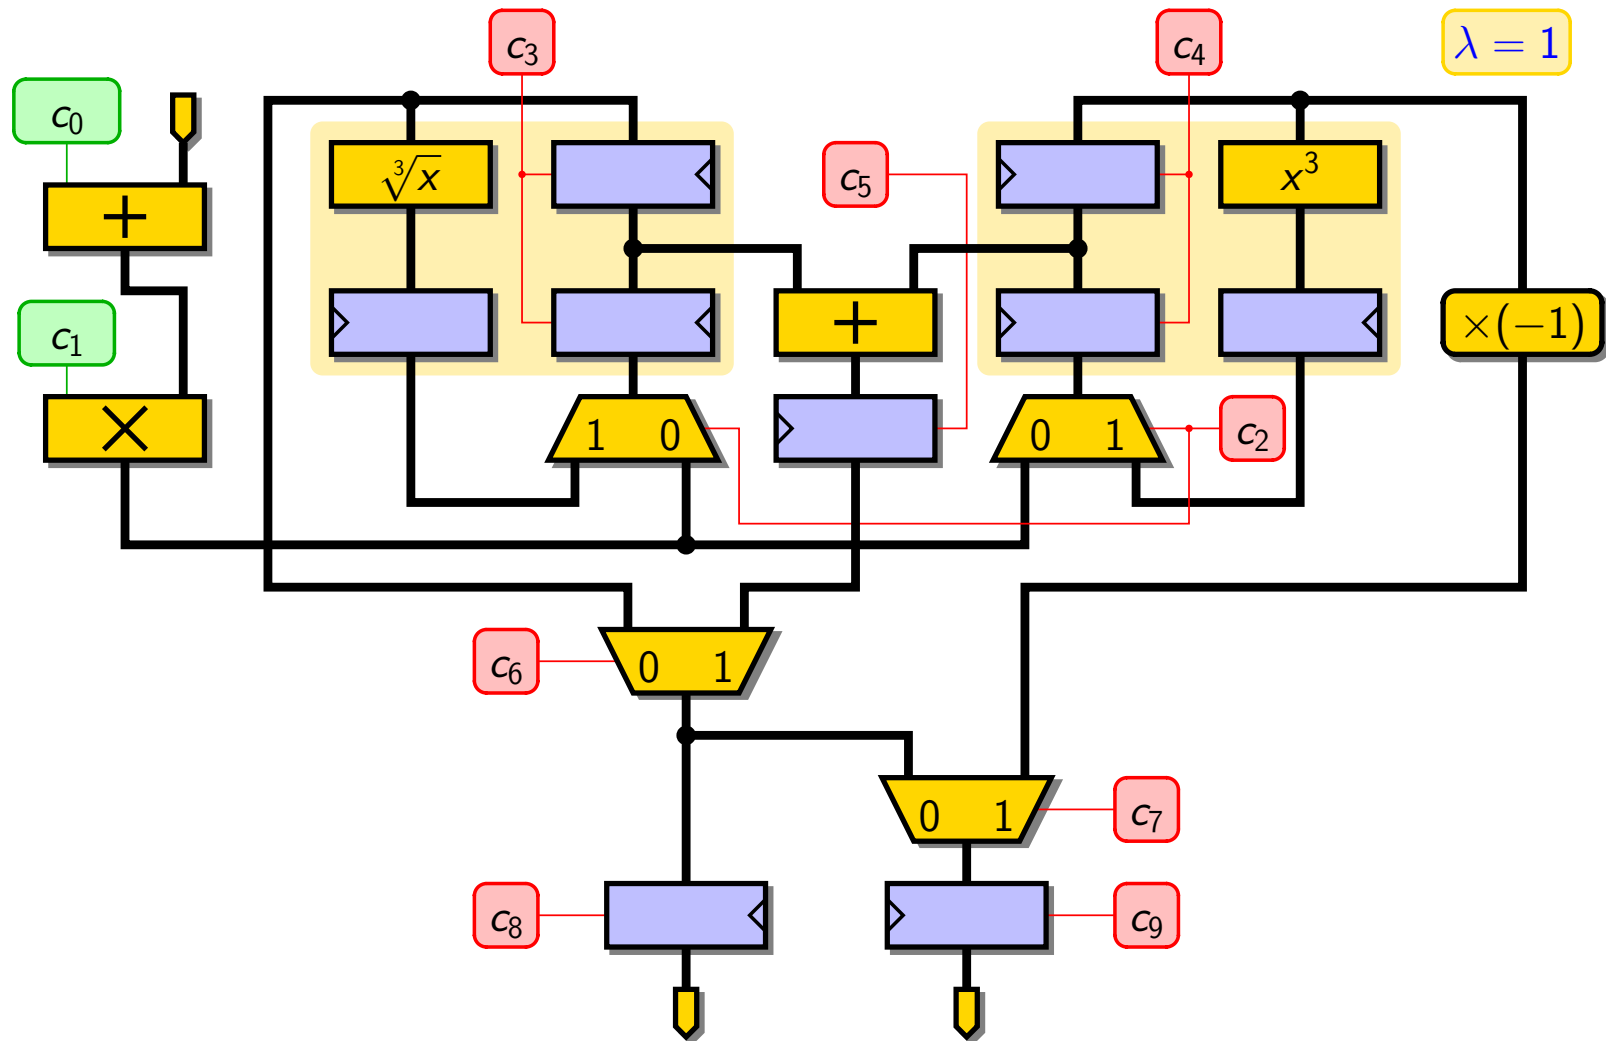 c₃
c₄
λ = 1
c₀
∛x
c₅
x³
+
c₁
+
×(−1)
×
1 0
0 1
c₂
c₆
0 1
0 1
c₇
c₈
c₉